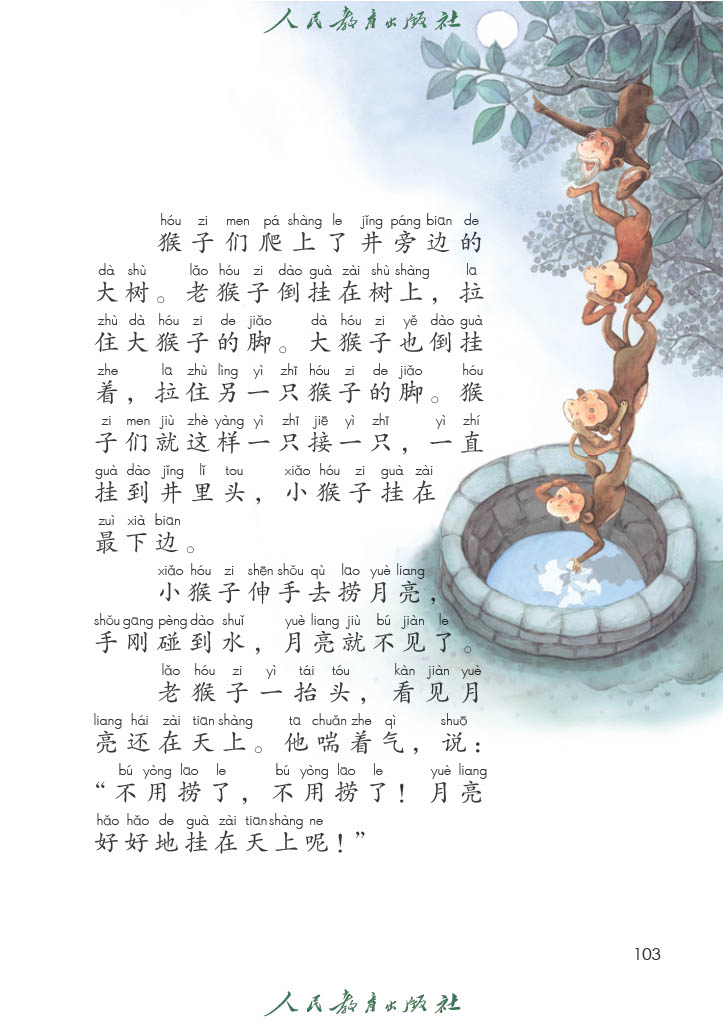 人民教育出版社
hóu zi men pá shàng le jǐng páng biān de
猴子们爬上了井旁边的
dà shù lǎo hóu zi dào guà zài shù shàng lā
大树。老猴子倒挂在树上，拉
zhù dà hóu zi de jiǎo dà hóu zi yě dào guà
住大猴子的脚。大猴子也倒挂
zhe lā zhù lìng yì zhī hóu zi de jiǎo hóu
着，拉住另一只猴子的脚。猴
zi men jiù zhè yàng yì zhī jiē yì zhī yì zhí
子们就这样一只接一只，一直
guà dào jǐng lǐ tou xiǎo hóu zi guà zài
挂到井里头，小猴子挂在
zuì xià biān
最下边。
xiǎo hóu zi shēn shǒu qù lāo yuè liang
小猴子伸手去捞月亮，
shǒu gāng pèng dào shuǐ yuè liang jiù bú jiàn le
手刚碰到水，月亮就不见了。
lǎo hóu zi yì tái tóu kàn jiàn yuè
老猴子一抬头，看见月
liang hái zài tiān shàng tā chuǎn zhe qì shuō
亮还在天上。他喘着气，说：
bú yòng lāo le bú yòng lāo le yuè liang
“不用捞了，不用捞了！月亮
hǎo hǎo de guà zài tiān shàng ne
好好地挂在天上呢！”
103
人民教育出版社